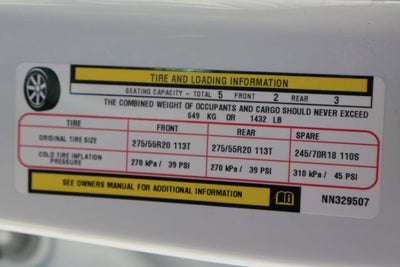 TIRE AND LOADING INFORMATION
SEATING CAPACITY - TOTAL 5 FRONT 2 REAR 3
THE COMBINED WEIGHT OF OCCUPANTS AND CARGO SHOULD NEVER EXCEED
649 KG OR 1432 LB
TIRE FRONT REAR SPARE
ORIGINAL TIRE SIZE 275/55R20 113T 275/55R20 113T 245/70R18 110S
COLD TIRE INFLATION
PRESSURE 270 kPa / 39 PSI 270 kPa / 39 PSI 310 kPa / 45 PSI
SEE OWNERS MANUAL FOR ADDITIONAL INFORMATION NN329507